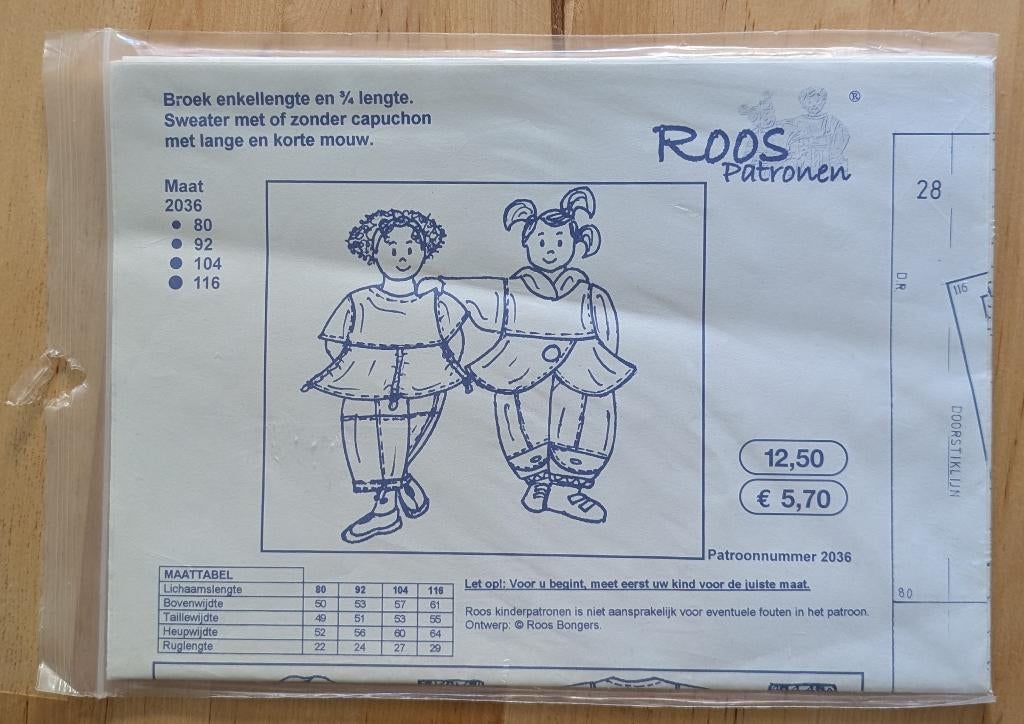 Broek enkellengte en ¾ lengte.
Sweater met of zonder capuchon
met lange en korte mouw.
®
ROOS
Patronen
Maat
2036
80
92
104
116
28
DR
116
DOORSTIKLIJN
80
12,50
€ 5,70
Patroonnummer 2036
MAATTABEL
Lichaamslengte 80 92 104 116
Bovenwijdte 50 53 57 61
Taillewijdte 49 51 53 55
Heupwijdte 52 56 60 64
Ruglengte 22 24 27 29
Let op!: Voor u begint, meet eerst uw kind voor de juiste maat.
Roos kinderpatronen is niet aansprakelijk voor eventuele fouten in het patroon.
Ontwerp: © Roos Bongers.